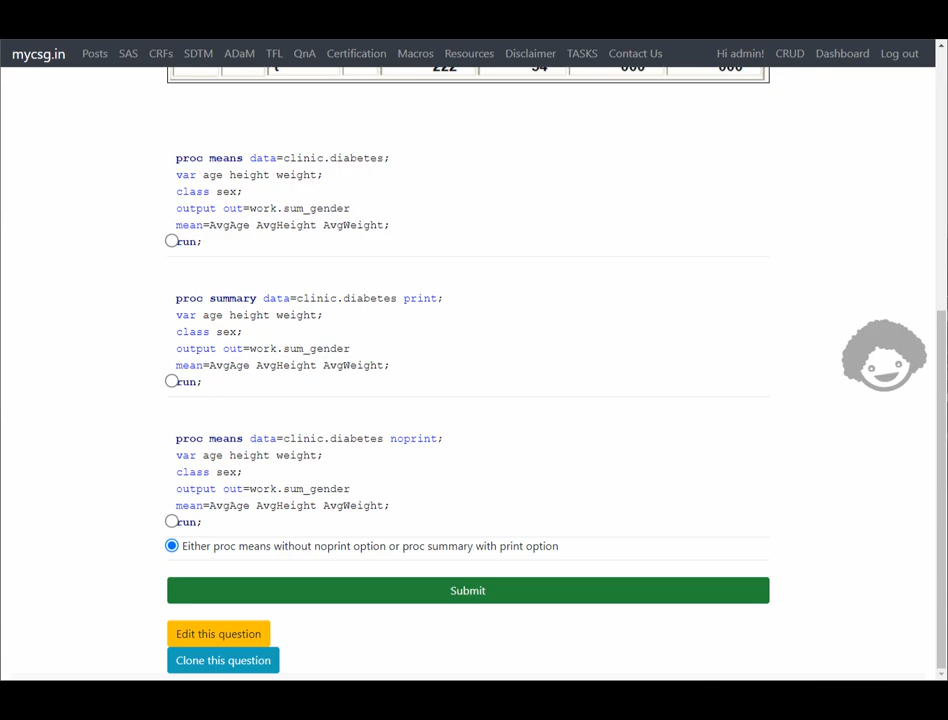 mycsg.in Posts SAS CRFs SDTM ADaM TFL QnA Certification Macros Resources Disclaimer TASKS Contact Us Hi admin! CRUD Dashboard Log out
proc means data=clinic.diabetes;
var age height weight;
class sex;
output out=work.sum_gender
mean=AvgAge AvgHeight AvgWeight;
run;
proc summary data=clinic.diabetes print;
var age height weight;
class sex;
output out=work.sum_gender
mean=AvgAge AvgHeight AvgWeight;
run;
proc means data=clinic.diabetes noprint;
var age height weight;
class sex;
output out=work.sum_gender
mean=AvgAge AvgHeight AvgWeight;
run;
Either proc means without noprint option or proc summary with print option
Submit
Edit this question
Clone this question